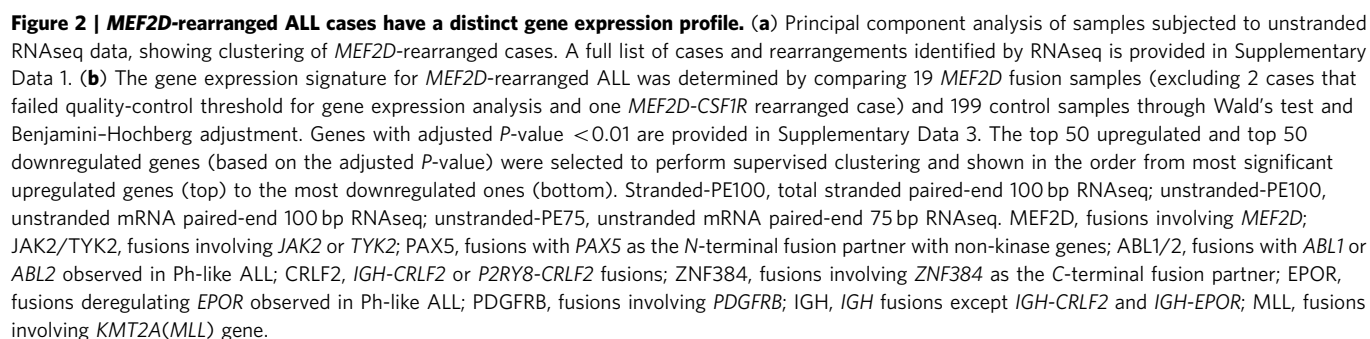 Figure 2 | MEF2D-rearranged ALL cases have a distinct gene expression profile. (a) Principal component analysis of samples subjected to unstranded
RNAseq data, showing clustering of MEF2D-rearranged cases. A full list of cases and rearrangements identified by RNAseq is provided in Supplementary
Data 1. (b) The gene expression signature for MEF2D-rearranged ALL was determined by comparing 19 MEF2D fusion samples (excluding 2 cases that
failed quality-control threshold for gene expression analysis and one MEF2D-CSF1R rearranged case) and 199 control samples through Wald's test and
Benjamini–Hochberg adjustment. Genes with adjusted P-value <0.01 are provided in Supplementary Data 3. The top 50 upregulated and top 50
downregulated genes (based on the adjusted P-value) were selected to perform supervised clustering and shown in the order from most significant
upregulated genes (top) to the most downregulated ones (bottom). Stranded-PE100, total stranded paired-end 100 bp RNAseq; unstranded-PE100,
unstranded mRNA paired-end 100 bp RNAseq; unstranded-PE75, unstranded mRNA paired-end 75 bp RNAseq. MEF2D, fusions involving MEF2D;
JAK2/TYK2, fusions involving JAK2 or TYK2; PAX5, fusions with PAX5 as the N-terminal fusion partner with non-kinase genes; ABL1/2, fusions with ABL1 or
ABL2 observed in Ph-like ALL; CRLF2, IGH-CRLF2 or P2RY8-CRLF2 fusions; ZNF384, fusions involving ZNF384 as the C-terminal fusion partner; EPOR,
fusions deregulating EPOR observed in Ph-like ALL; PDGFRB, fusions involving PDGFRB; IGH, IGH fusions except IGH-CRLF2 and IGH-EPOR; MLL, fusions
involving KMT2A(MLL) gene.